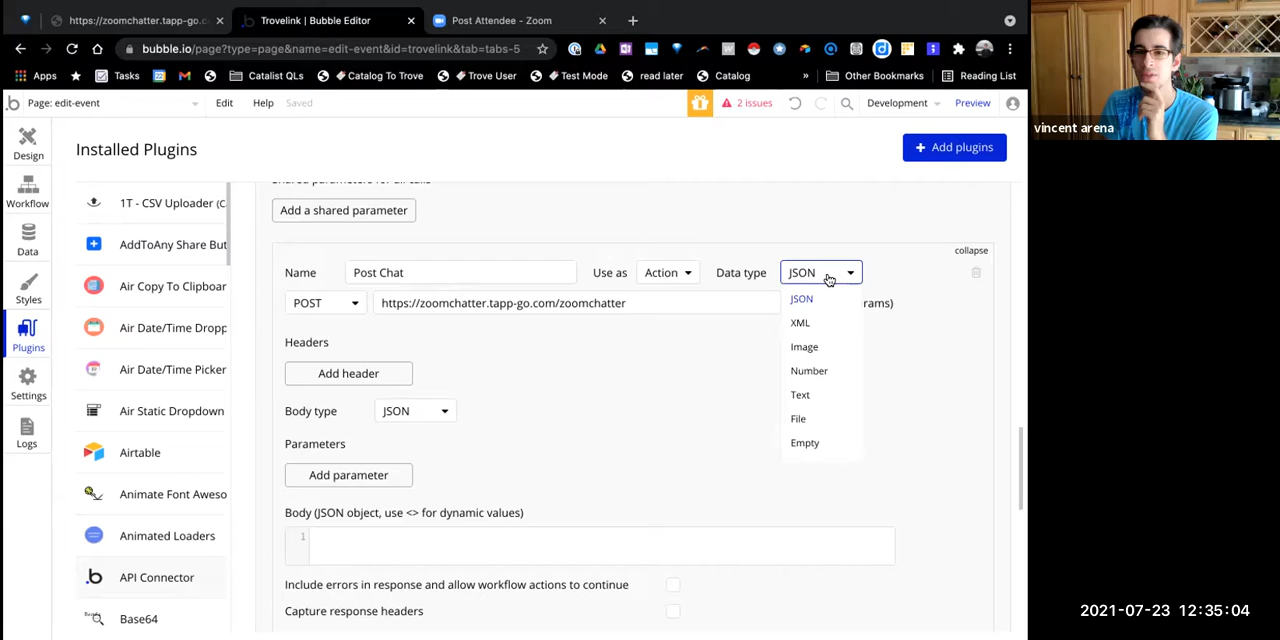 https://zoomchatter.tapp-go.c
Trovelink | Bubble Editor
Post Attendee - Zoom
bubble.io/page?type=page&name=edit-event&id=trovelink&tab=tabs-5
Apps
Tasks
Catalist QLs
Catalog To Trove
Trove User
Test Mode
read later
Catalog
»
Other Bookmarks
Reading List
Page: edit-event
Edit
Help
Saved
2 issues
Development
Preview
vincent arena
Design
Workflow
Data
Styles
Plugins
Settings
Logs
Installed Plugins
+ Add plugins
1T - CSV Uploader (C
AddToAny Share But
Air Copy To Clipboar
Air Date/Time Dropp
Air Date/Time Picker
Air Static Dropdown
Airtable
Animate Font Aweso
Animated Loaders
API Connector
Base64
Shared parameters for all calls
Add a shared parameter
collapse
Name
Post Chat
Use as
Action
Data type
JSON
POST
https://zoomchatter.tapp-go.com/zoomchatter
rams)
JSON
XML
Image
Number
Text
File
Empty
Headers
Add header
Body type
JSON
Parameters
Add parameter
Body (JSON object, use <> for dynamic values)
1
Include errors in response and allow workflow actions to continue
Capture response headers
2021-07-23 12:35:04